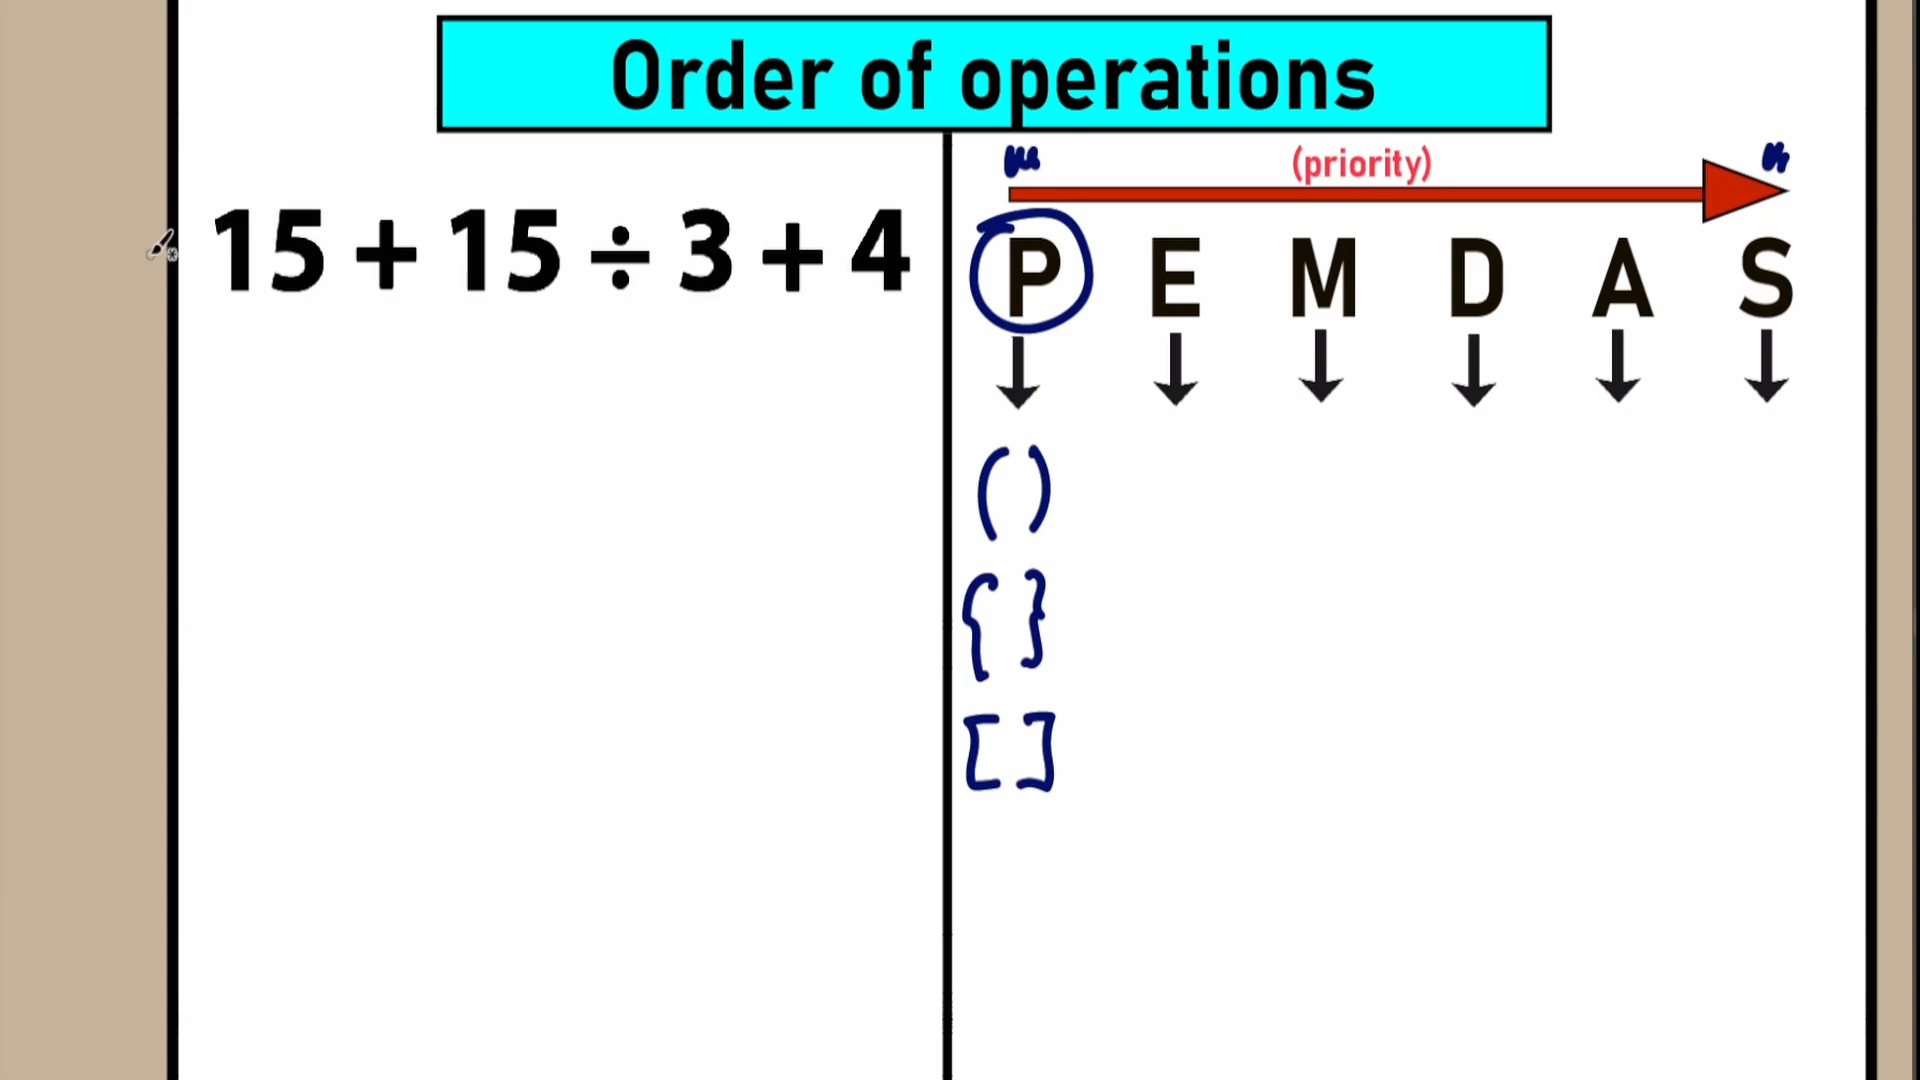 Order of operations
(priority)
15 + 15 ÷ 3 + 4
P E M D A S
( )
{ }
[ ]